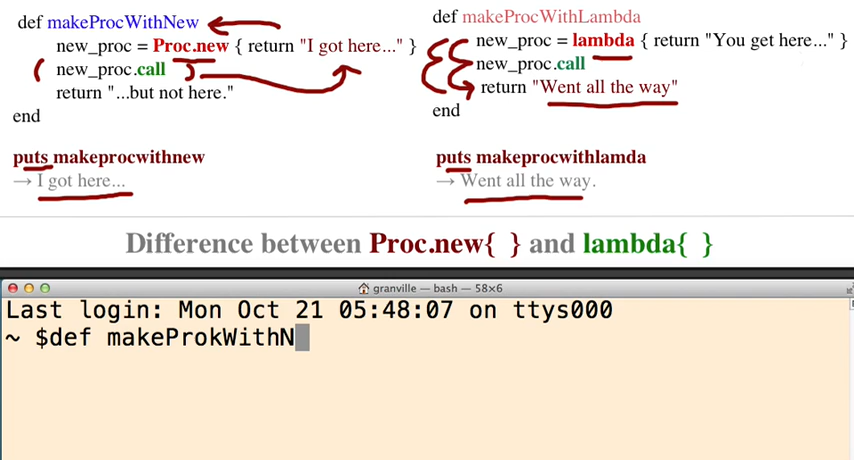 def makeProcWithNew
new_proc = Proc.new { return "I got here..." }
new_proc.call
return "...but not here."
end
puts makeprocwithnew
→ I got here...
def makeProcWithLambda
new_proc = lambda { return "You get here..." }
new_proc.call
return "Went all the way"
end
puts makeprocwithlamda
→ Went all the way.
Difference between Proc.new{ } and lambda{ }
granville — bash — 58×6
Last login: Mon Oct 21 05:48:07 on ttys000
~ $def makeProkWithN